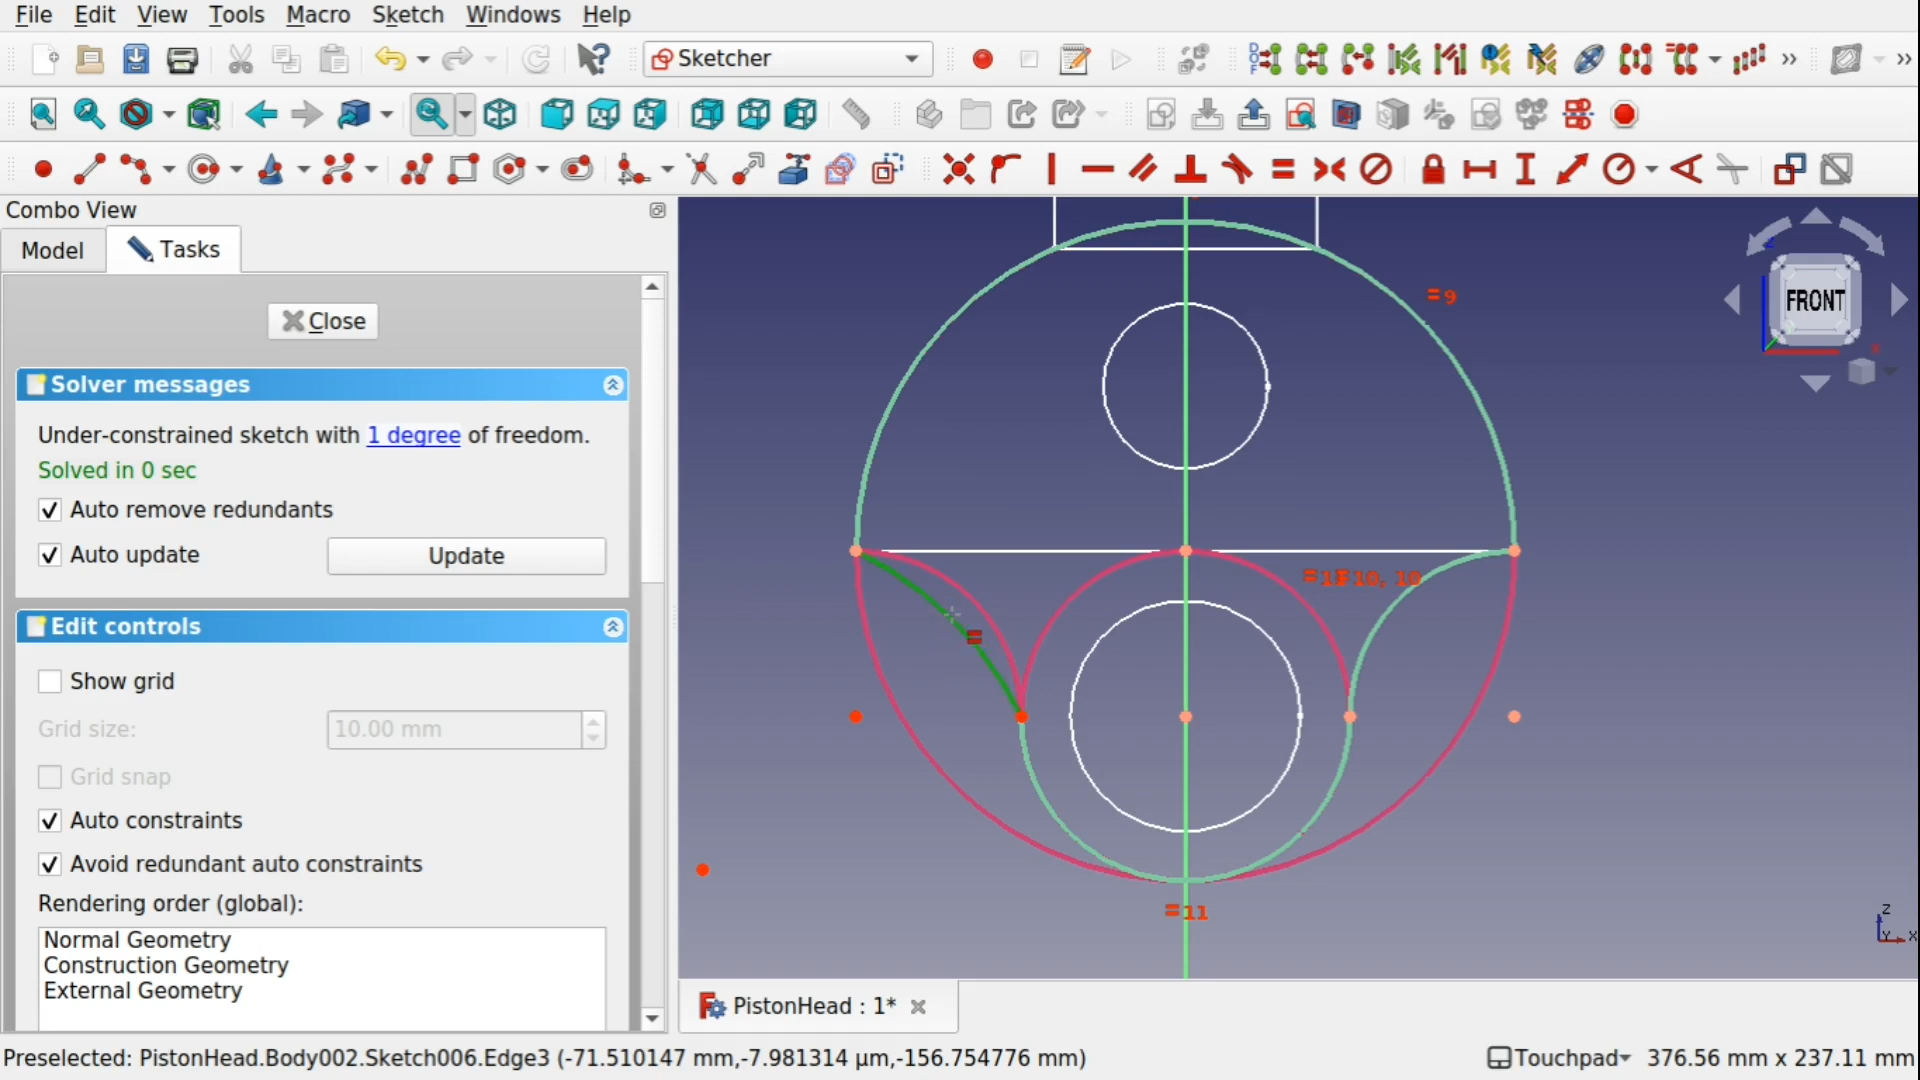 File Edit View Tools Macro Sketch Windows Help
Sketcher
Combo View
Model Tasks
Close
Solver messages
Under-constrained sketch with 1 degree of freedom.
Solved in 0 sec
Auto remove redundants
Auto update Update
Edit controls
Show grid
Grid size: 10.00 mm
Grid snap
Auto constraints
Avoid redundant auto constraints
Rendering order (global):
Normal Geometry
Construction Geometry
External Geometry
9
FRONT
10, 10
11
Z
Y X
PistonHead : 1*
Preselected: PistonHead.Body002.Sketch006.Edge3 (-71.510147 mm,-7.981314 µm,-156.754776 mm) Touchpad 376.56 mm x 237.11 mm